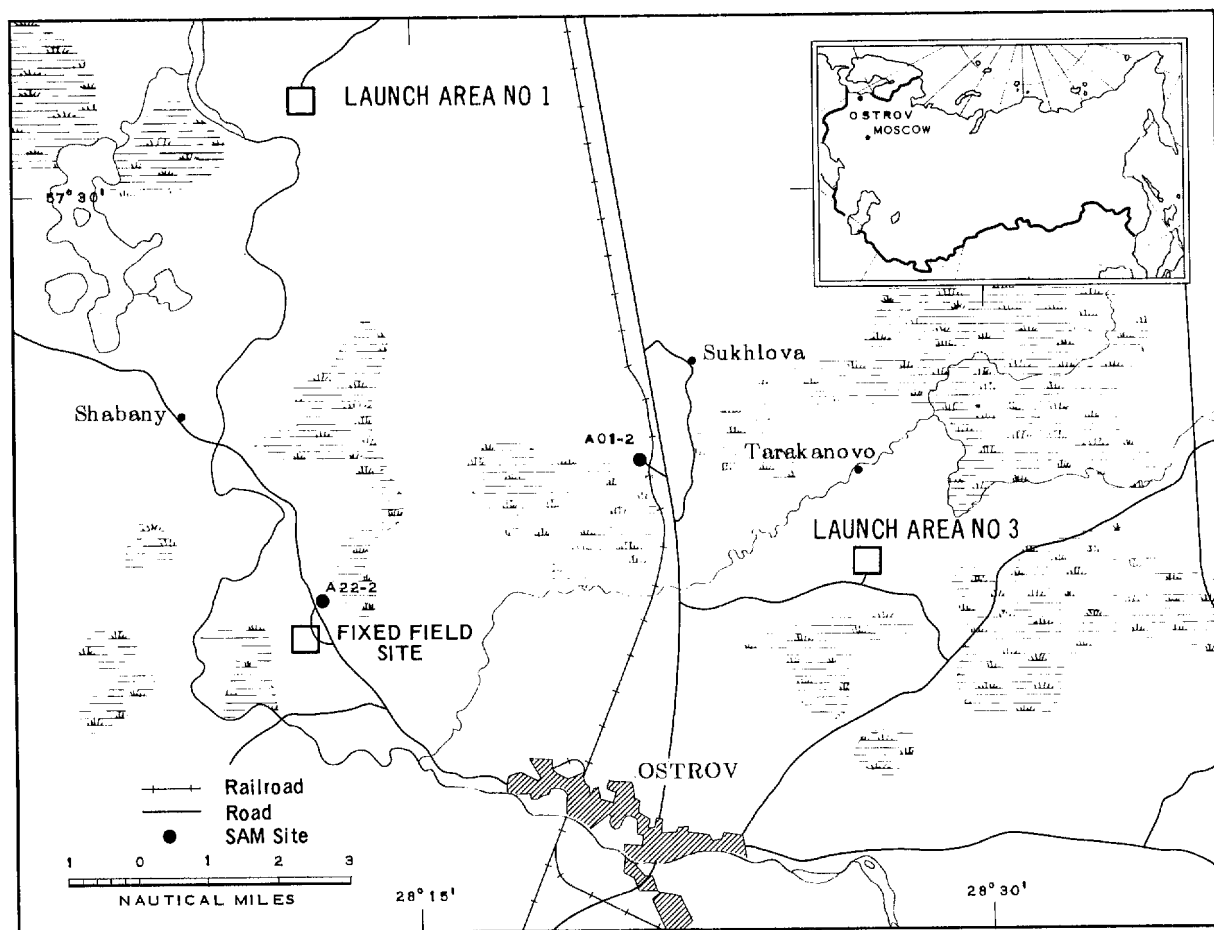 LAUNCH AREA NO 1
OSTROV
MOSCOW
57° 30'
Sukhlova
Shabany
A01-2
Tarakanovo
LAUNCH AREA NO 3
A22-2
FIXED FIELD
SITE
OSTROV
Railroad
Road
SAM Site
1 0 1 2 3
NAUTICAL MILES
28° 15'
28° 30'